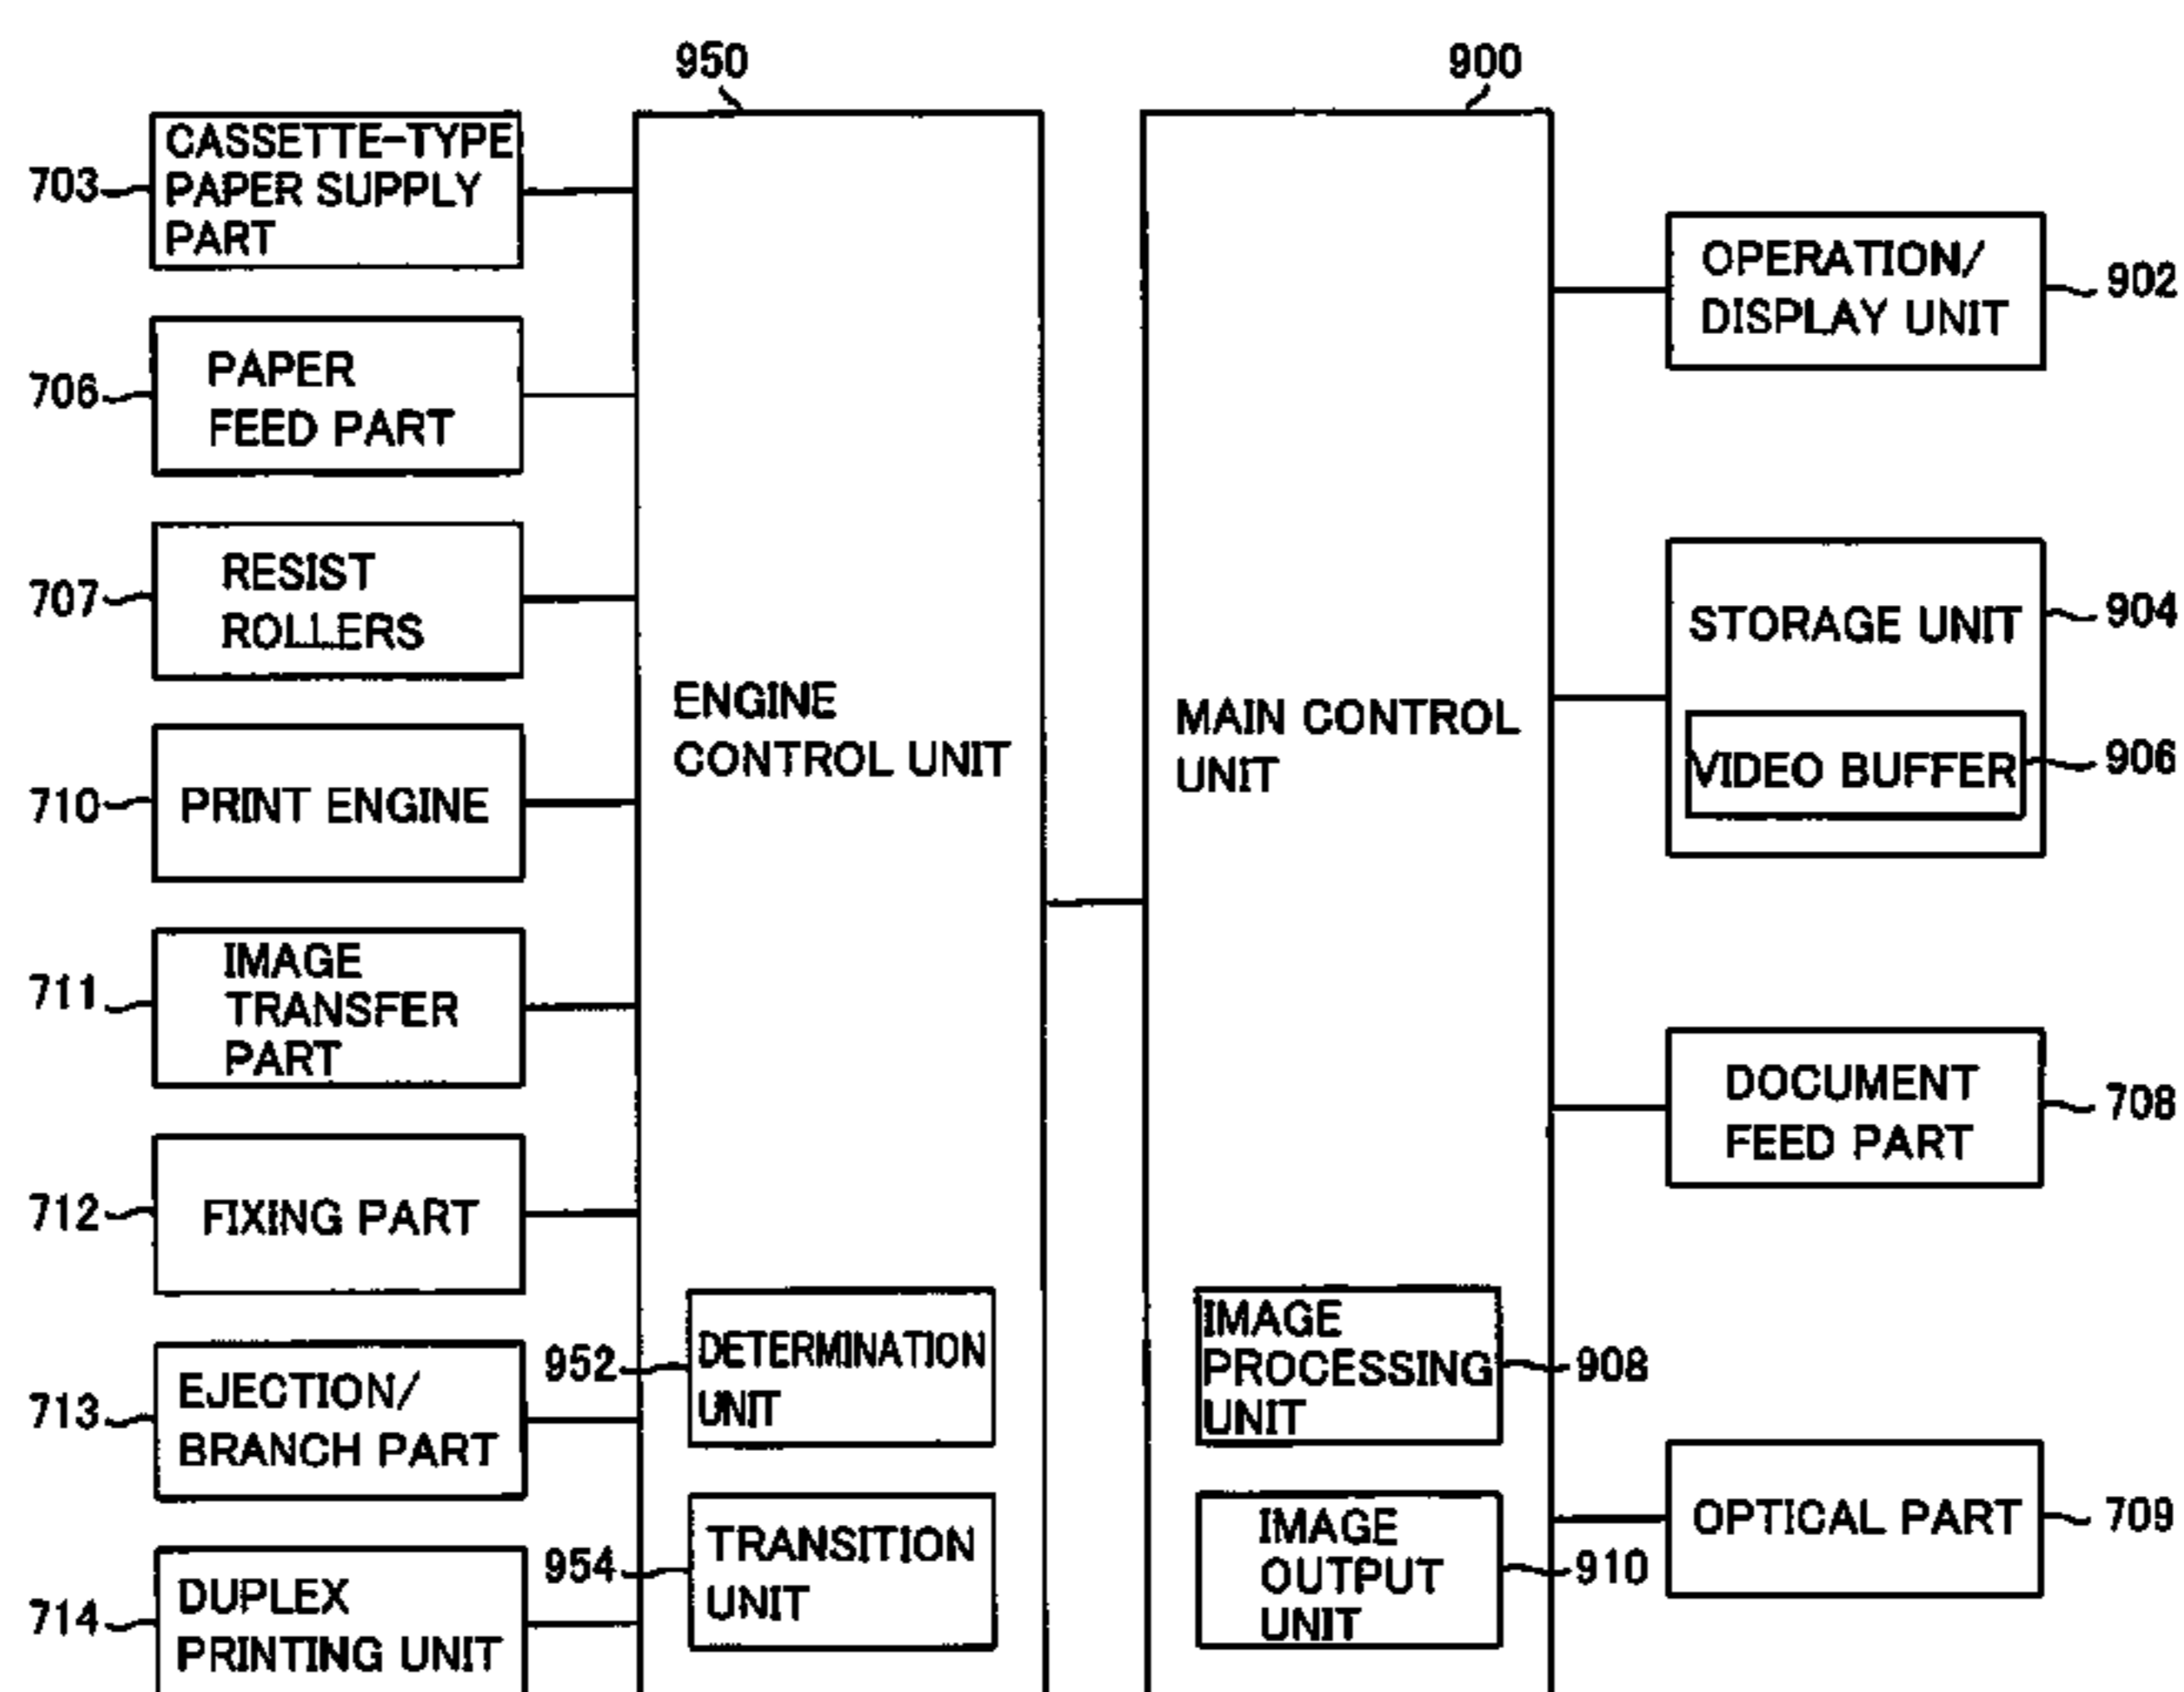 950
900
703
CASSETTE-TYPE
PAPER SUPPLY
PART
706
PAPER
FEED PART
707
RESIST
ROLLERS
710
PRINT ENGINE
711
IMAGE
TRANSFER
PART
712
FIXING PART
713
EJECTION/
BRANCH PART
714
DUPLEX
PRINTING UNIT
ENGINE
CONTROL UNIT
952
DETERMINATION
UNIT
954
TRANSITION
UNIT
MAIN CONTROL
UNIT
IMAGE
PROCESSING
UNIT
908
IMAGE
OUTPUT
UNIT
910
OPERATION/
DISPLAY UNIT
902
STORAGE UNIT
904
VIDEO BUFFER
906
DOCUMENT
FEED PART
708
OPTICAL PART
709